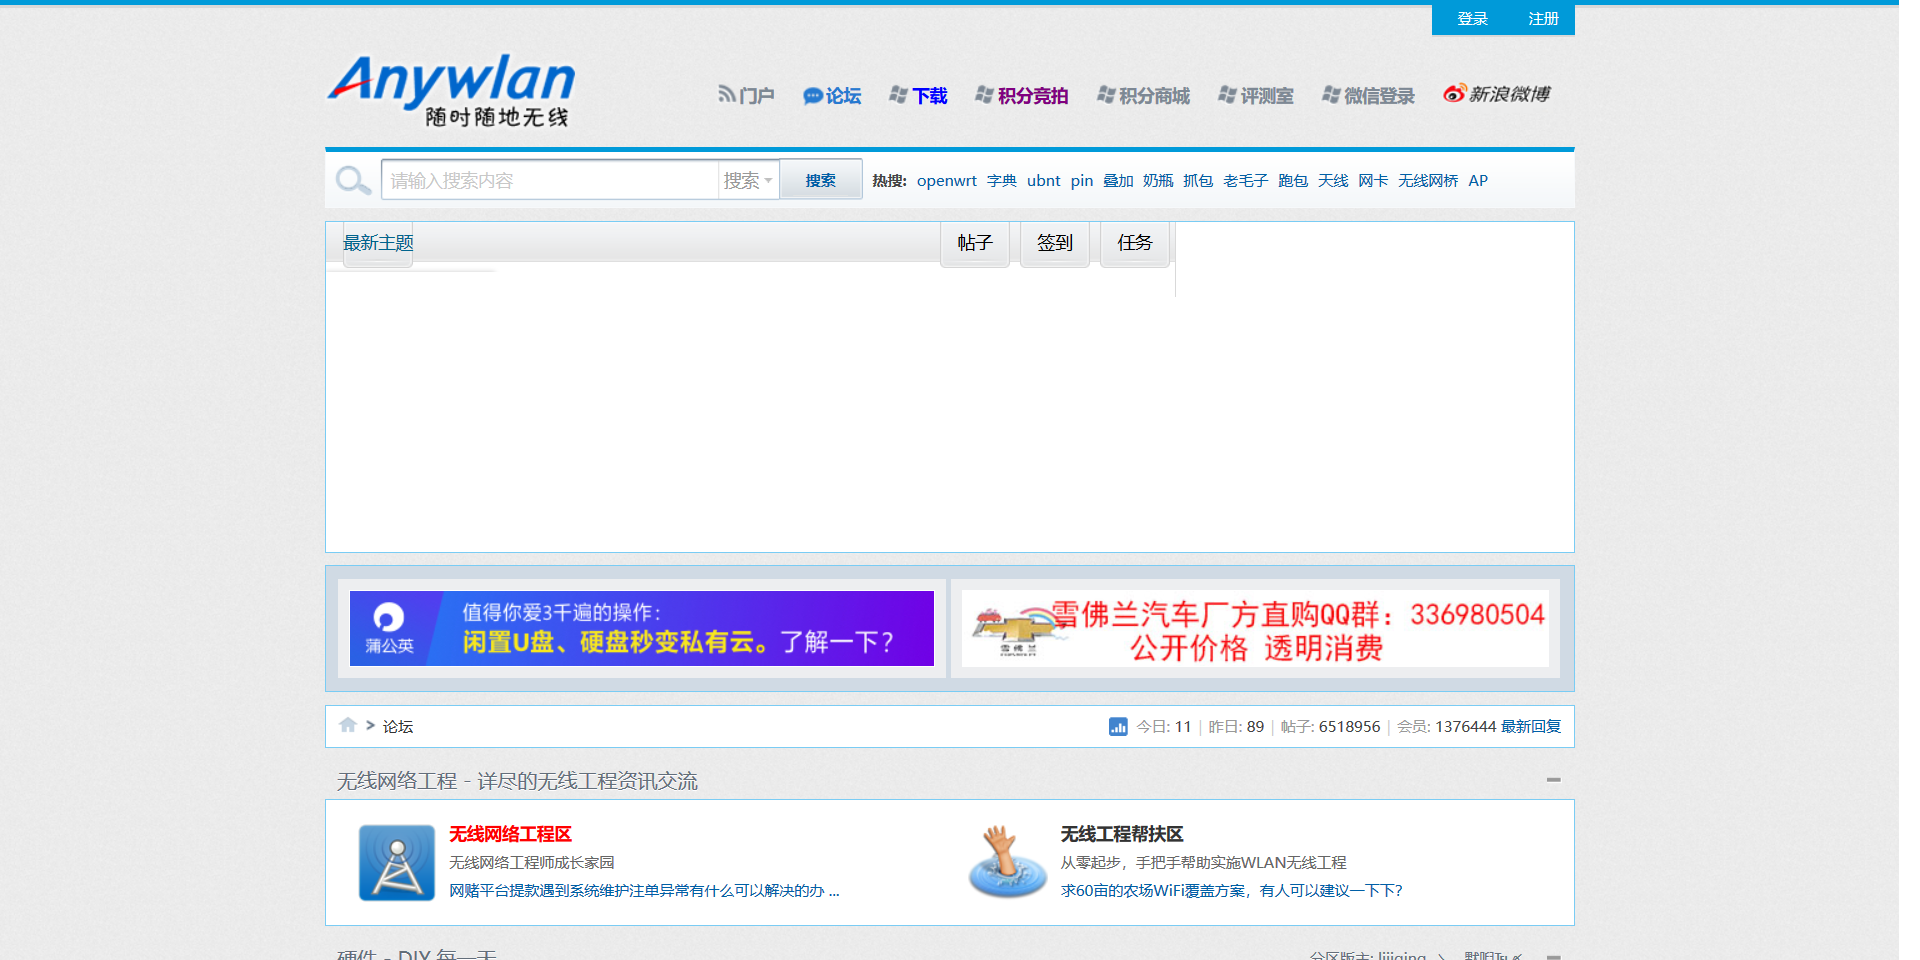 登录 注册
Anywlan
随时随地无线
门户 论坛 下载 积分竞拍 积分商城 评测室 微信登录 新浪微博
请输入搜索内容 搜索 搜索 热搜: openwrt 字典 ubnt pin 叠加 奶瓶 抓包 老毛子 跑包 天线 网卡 无线网桥 AP
最新主题 帖子 签到 任务
值得你爱3千遍的操作：
蒲公英 闲置U盘、硬盘秒变私有云。了解一下？
雪佛兰汽车厂方直购QQ群：336980504
雪佛兰 公开价格 透明消费
> 论坛 今日: 11 | 昨日: 89 | 帖子: 6518956 | 会员: 1376444 最新回复
无线网络工程 - 详尽的无线工程资讯交流
无线网络工程区
无线网络工程师成长家园
网赌平台提款遇到系统维护注单异常有什么可以解决的办 ...
无线工程帮扶区
从零起步，手把手帮助实施WLAN无线工程
求60亩的农场WiFi覆盖方案，有人可以建议一下下?
硬件 - DIY 每一天 分区版主: